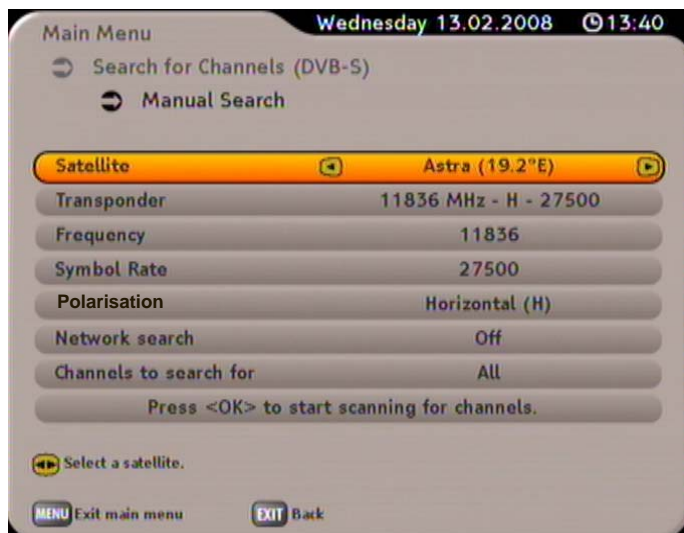 Main Menu Wednesday 13.02.2008 13:40
Search for Channels (DVB-S)
Manual Search
Satellite Astra (19.2°E)
Transponder 11836 MHz - H - 27500
Frequency 11836
Symbol Rate 27500
Polarisation Horizontal (H)
Network search Off
Channels to search for All
Press <OK> to start scanning for channels.
Select a satellite.
MENU Exit main menu EXIT Back